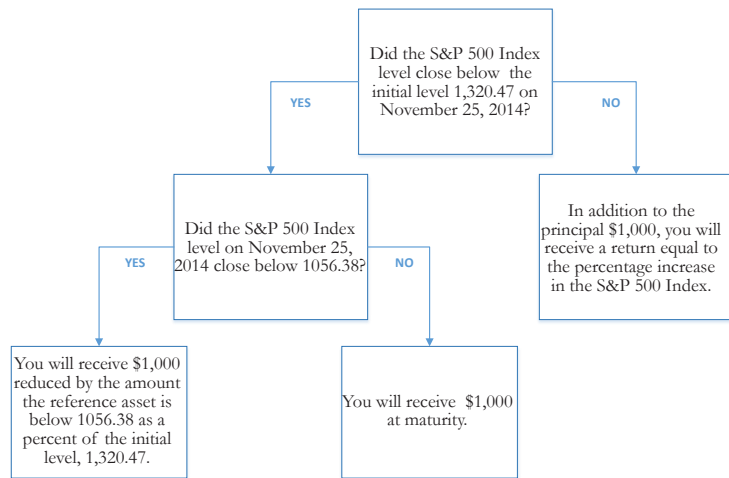 Did the S&P 500 Index
level close below the
initial level 1,320.47 on
November 25, 2014?
YES
NO
Did the S&P 500 Index
level on November 25,
2014 close below 1056.38?
In addition to the
principal $1,000, you will
receive a return equal to
the percentage increase
in the S&P 500 Index.
YES
NO
You will receive $1,000
reduced by the amount
the reference asset is
below 1056.38 as a
percent of the initial
level, 1,320.47.
You will receive $1,000
at maturity.